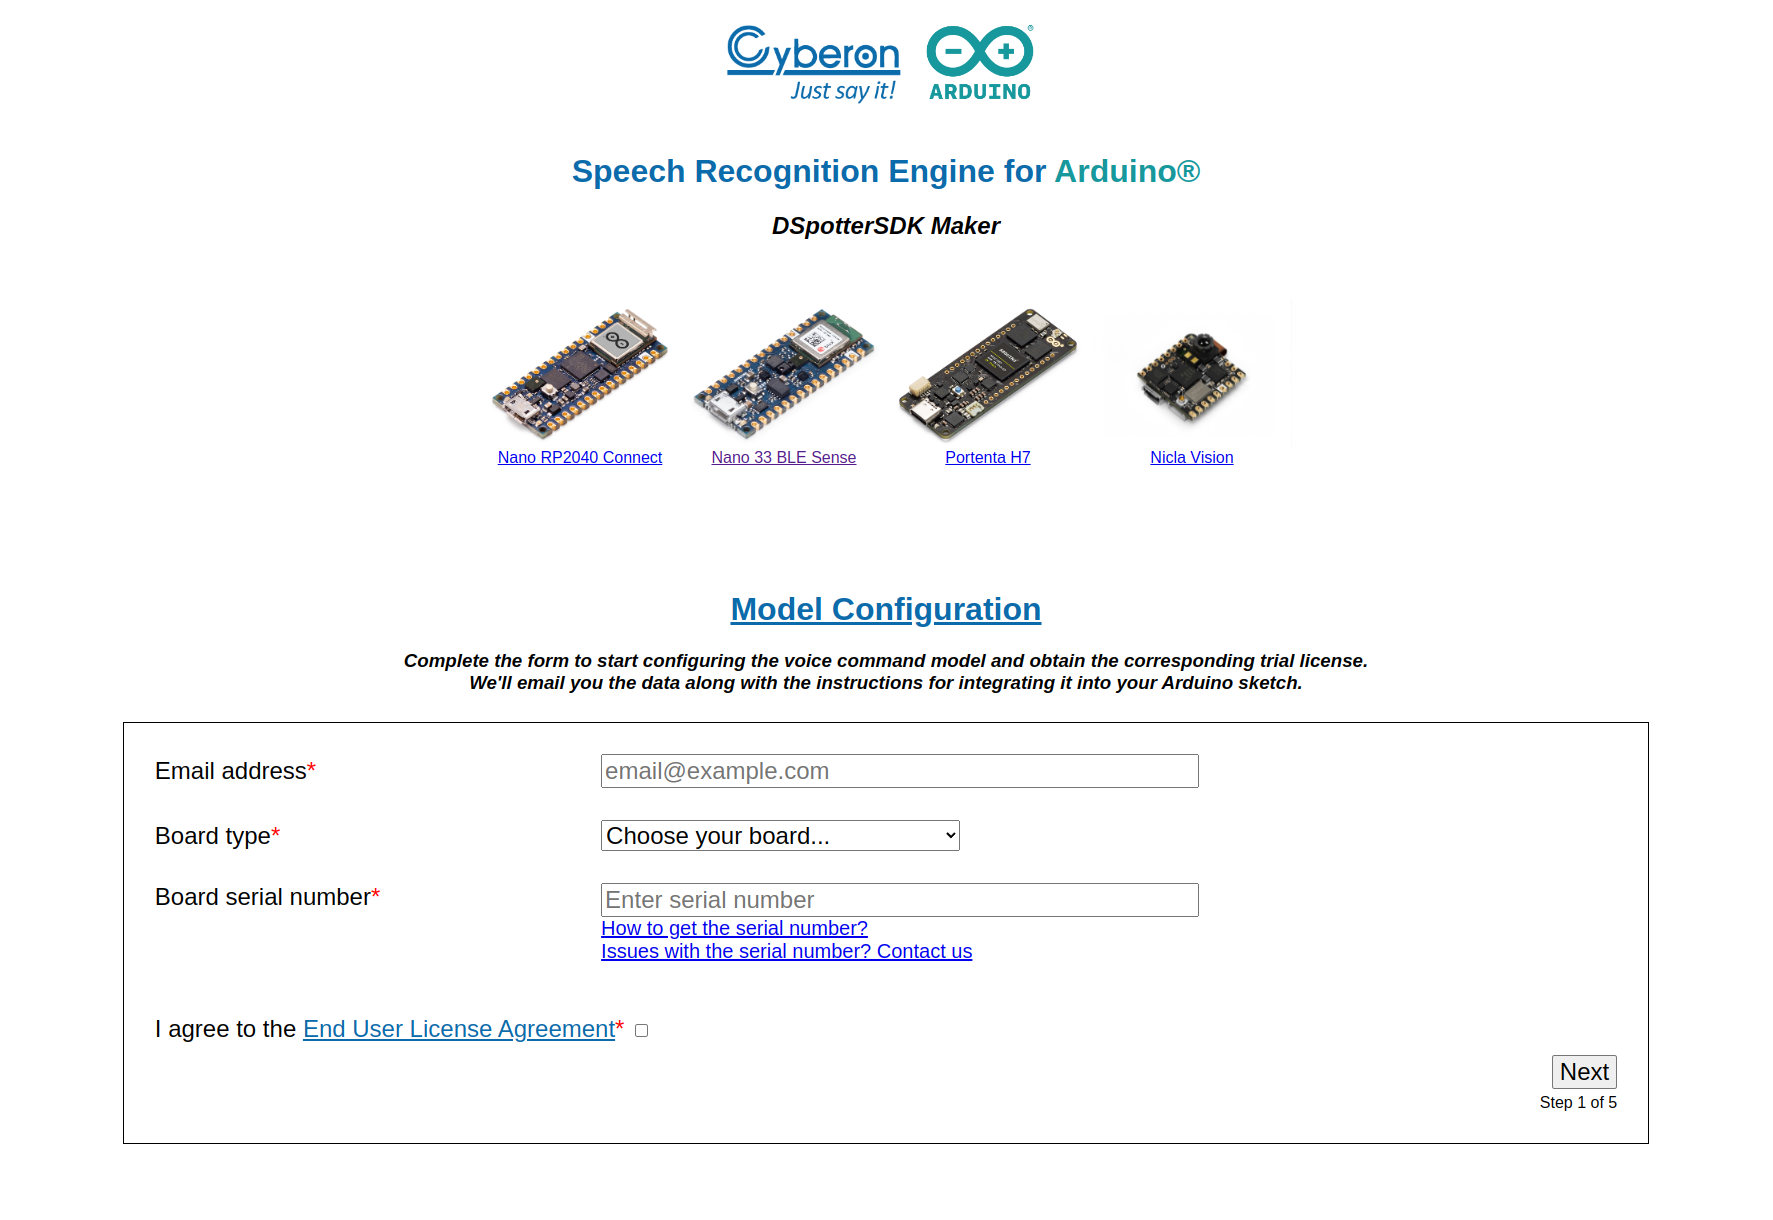 Cyberon
Just say it!
ARDUINO®
Speech Recognition Engine for Arduino®
DSpotterSDK Maker
Nano RP2040 Connect
Nano 33 BLE Sense
Portenta H7
Nicla Vision
Model Configuration
Complete the form to start configuring the voice command model and obtain the corresponding trial license.
We'll email you the data along with the instructions for integrating it into your Arduino sketch.
Email address*
email@example.com
Board type*
Choose your board...
Board serial number*
Enter serial number
How to get the serial number?
Issues with the serial number? Contact us
I agree to the End User License Agreement*
Next
Step 1 of 5